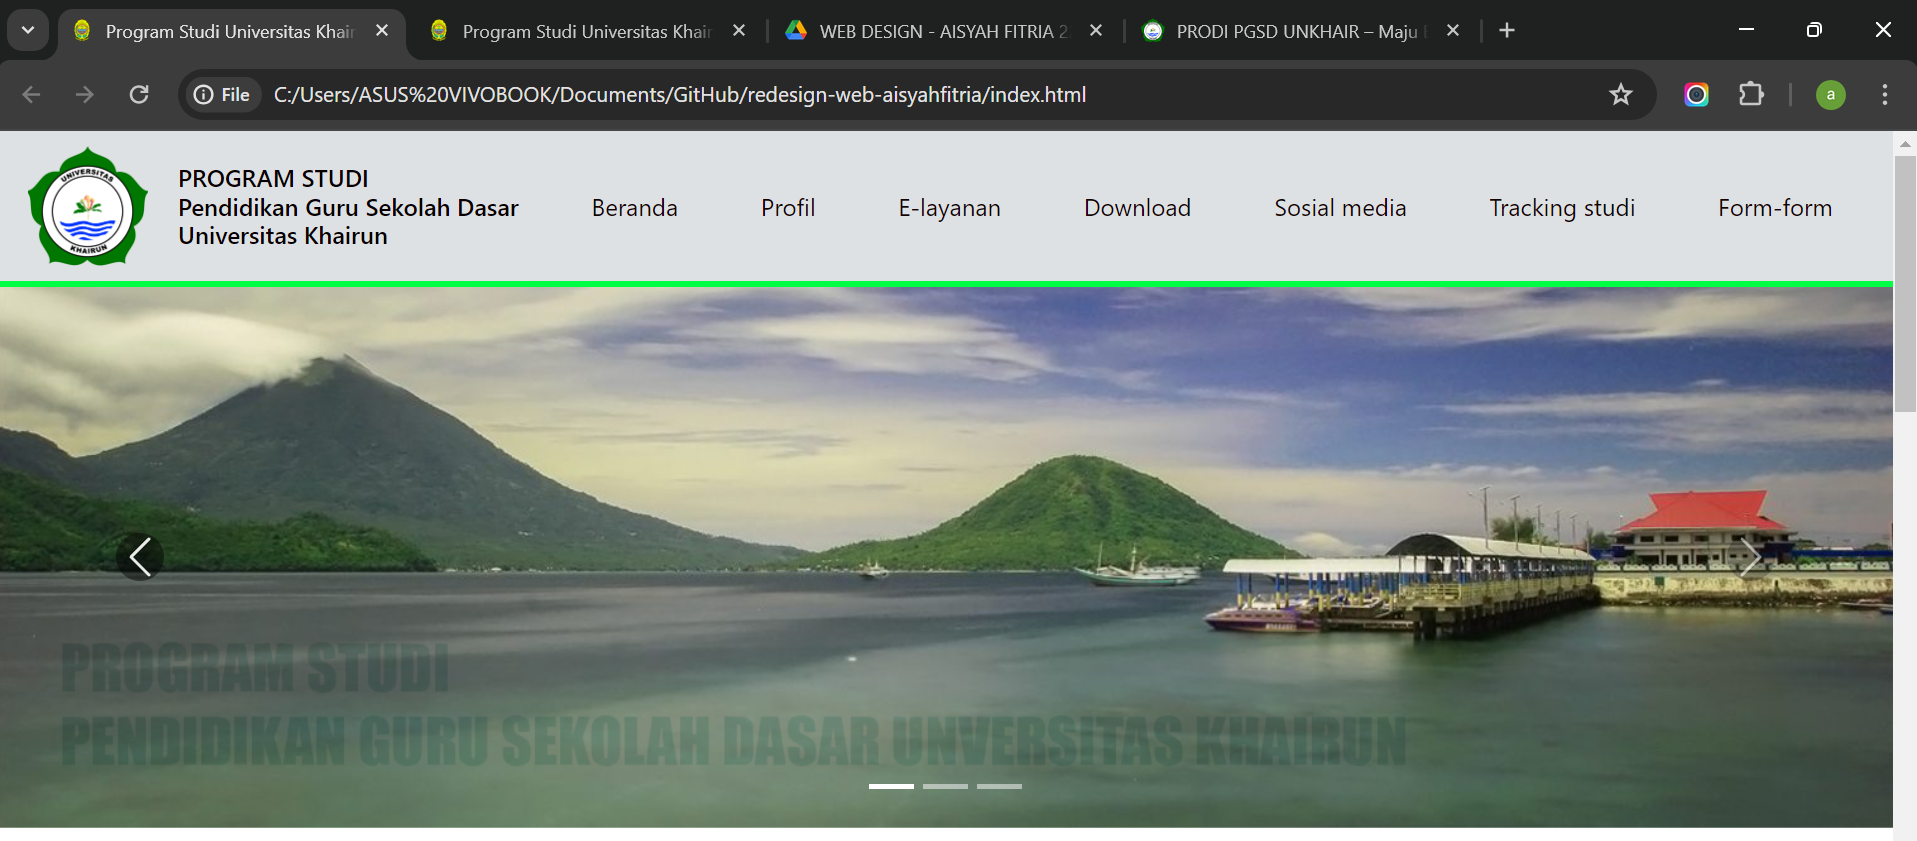 Program Studi Universitas Khair
Program Studi Universitas Khair
WEB DESIGN - AISYAH FITRIA 2
PRODI PGSD UNKHAIR – Maju
File
C:/Users/ASUS%20VIVOBOOK/Documents/GitHub/redesign-web-aisyahfitria/index.html
a
UNIVERSITAS
KHAIRUN
PROGRAM STUDI
Pendidikan Guru Sekolah Dasar
Universitas Khairun
Beranda
Profil
E-layanan
Download
Sosial media
Tracking studi
Form-form
PROGRAM STUDI
PENDIDIKAN GURU SEKOLAH DASAR UNVERSITAS KHAIRUN